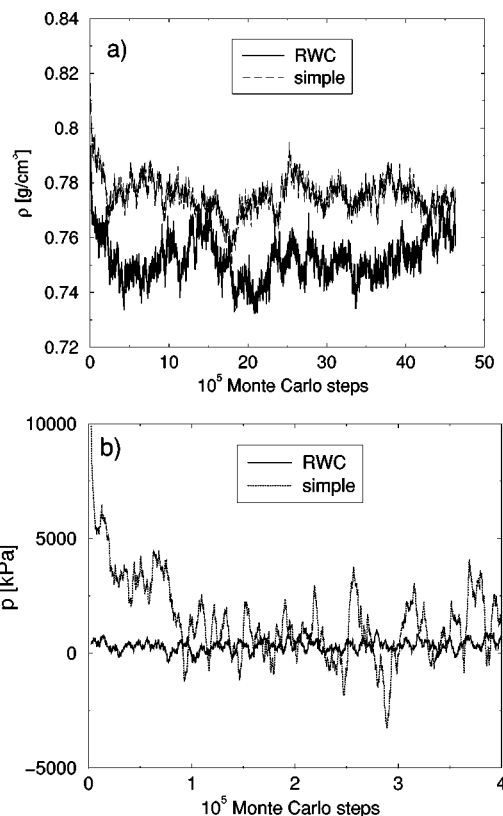 a)
RWC
simple
0.84
0.82
0.8
0.78
0.76
0.74
0.72
ρ [g/cm³]
0 10 20 30 40 50
10⁵ Monte Carlo steps
b)
RWC
simple
10000
5000
0
−5000
p [kPa]
0 1 2 3 4
10⁵ Monte Carlo steps